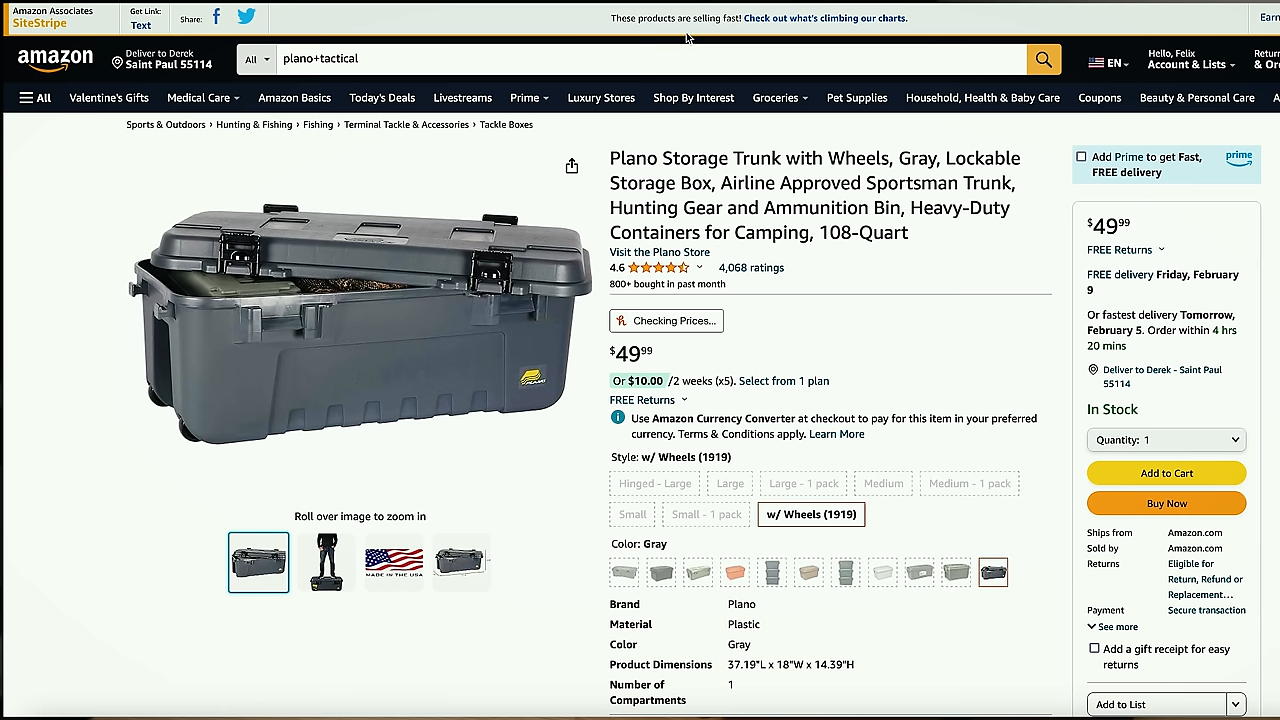 Amazon Associates
SiteStripe
Get Link:
Text
Share:
These products are selling fast! Check out what's climbing our charts.
Earn
amazon
Deliver to Derek
Saint Paul 55114
All
plano+tactical
EN
Hello, Felix
Account & Lists
Return
& Or
All
Valentine's Gifts
Medical Care
Amazon Basics
Today's Deals
Livestreams
Prime
Luxury Stores
Shop By Interest
Groceries
Pet Supplies
Household, Health & Baby Care
Coupons
Beauty & Personal Care
A
Sports & Outdoors › Hunting & Fishing › Fishing › Terminal Tackle & Accessories › Tackle Boxes
Plano Storage Trunk with Wheels, Gray, Lockable
Storage Box, Airline Approved Sportsman Trunk,
Hunting Gear and Ammunition Bin, Heavy-Duty
Containers for Camping, 108-Quart
Visit the Plano Store
4.6
4,068 ratings
800+ bought in past month
Checking Prices...
$49 99
Or $10.00 /2 weeks (x5). Select from 1 plan
FREE Returns
Use Amazon Currency Converter at checkout to pay for this item in your preferred
currency. Terms & Conditions apply. Learn More
Style: w/ Wheels (1919)
Hinged - Large
Large
Large - 1 pack
Medium
Medium - 1 pack
Small
Small - 1 pack
w/ Wheels (1919)
Color: Gray
Brand Plano
Material Plastic
Color Gray
Product Dimensions 37.19"L x 18"W x 14.39"H
Number of 1
Compartments
PLANO
Roll over image to zoom in
MADE IN THE USA
Add Prime to get Fast,
FREE delivery
prime
$49 99
FREE Returns
FREE delivery Friday, February
9
Or fastest delivery Tomorrow,
February 5. Order within 4 hrs
20 mins
Deliver to Derek - Saint Paul
55114
In Stock
Quantity: 1
Add to Cart
Buy Now
Ships from Amazon.com
Sold by Amazon.com
Returns Eligible for
Return, Refund or
Replacement...
Payment Secure transaction
See more
Add a gift receipt for easy
returns
Add to List